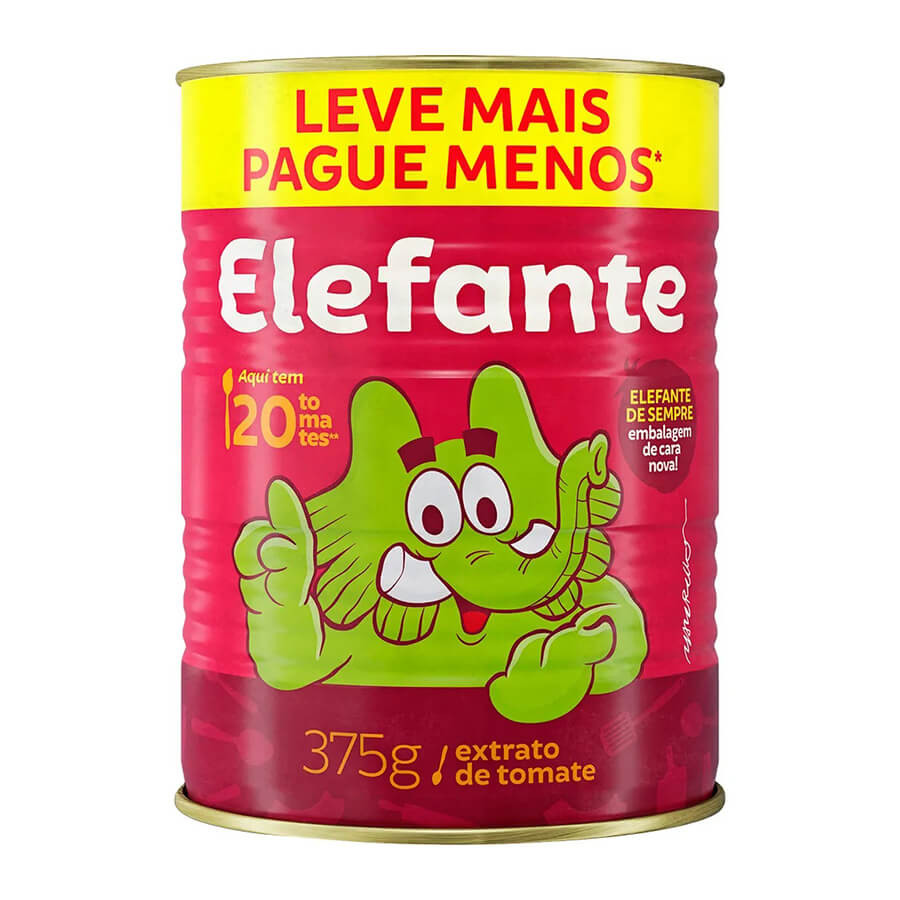 LEVE MAIS
PAGUE MENOS*
Elefante
Aqui tem
20 to
ma
tes**
ELEFANTE
DE SEMPRE
embalagem
de cara
nova!
375g extrato
de tomate